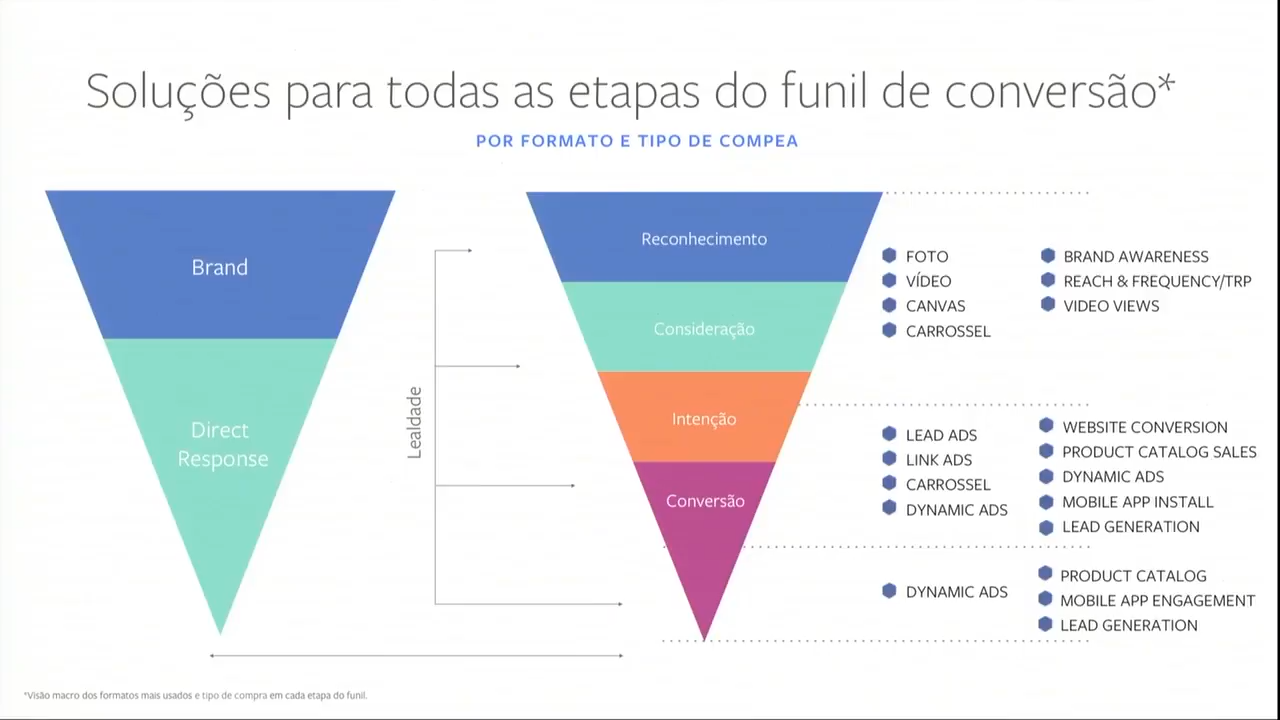 Soluções para todas as etapas do funil de conversão*
POR FORMATO E TIPO DE COMPEA
Brand
Direct
Response
Lealdade
Reconhecimento
Consideração
Intenção
Conversão
FOTO
VÍDEO
CANVAS
CARROSSEL
BRAND AWARENESS
REACH & FREQUENCY/TRP
VIDEO VIEWS
LEAD ADS
LINK ADS
CARROSSEL
DYNAMIC ADS
WEBSITE CONVERSION
PRODUCT CATALOG SALES
DYNAMIC ADS
MOBILE APP INSTALL
LEAD GENERATION
DYNAMIC ADS
PRODUCT CATALOG
MOBILE APP ENGAGEMENT
LEAD GENERATION
*Visão macro dos formatos mais usados e tipo de compra em cada etapa do funil.